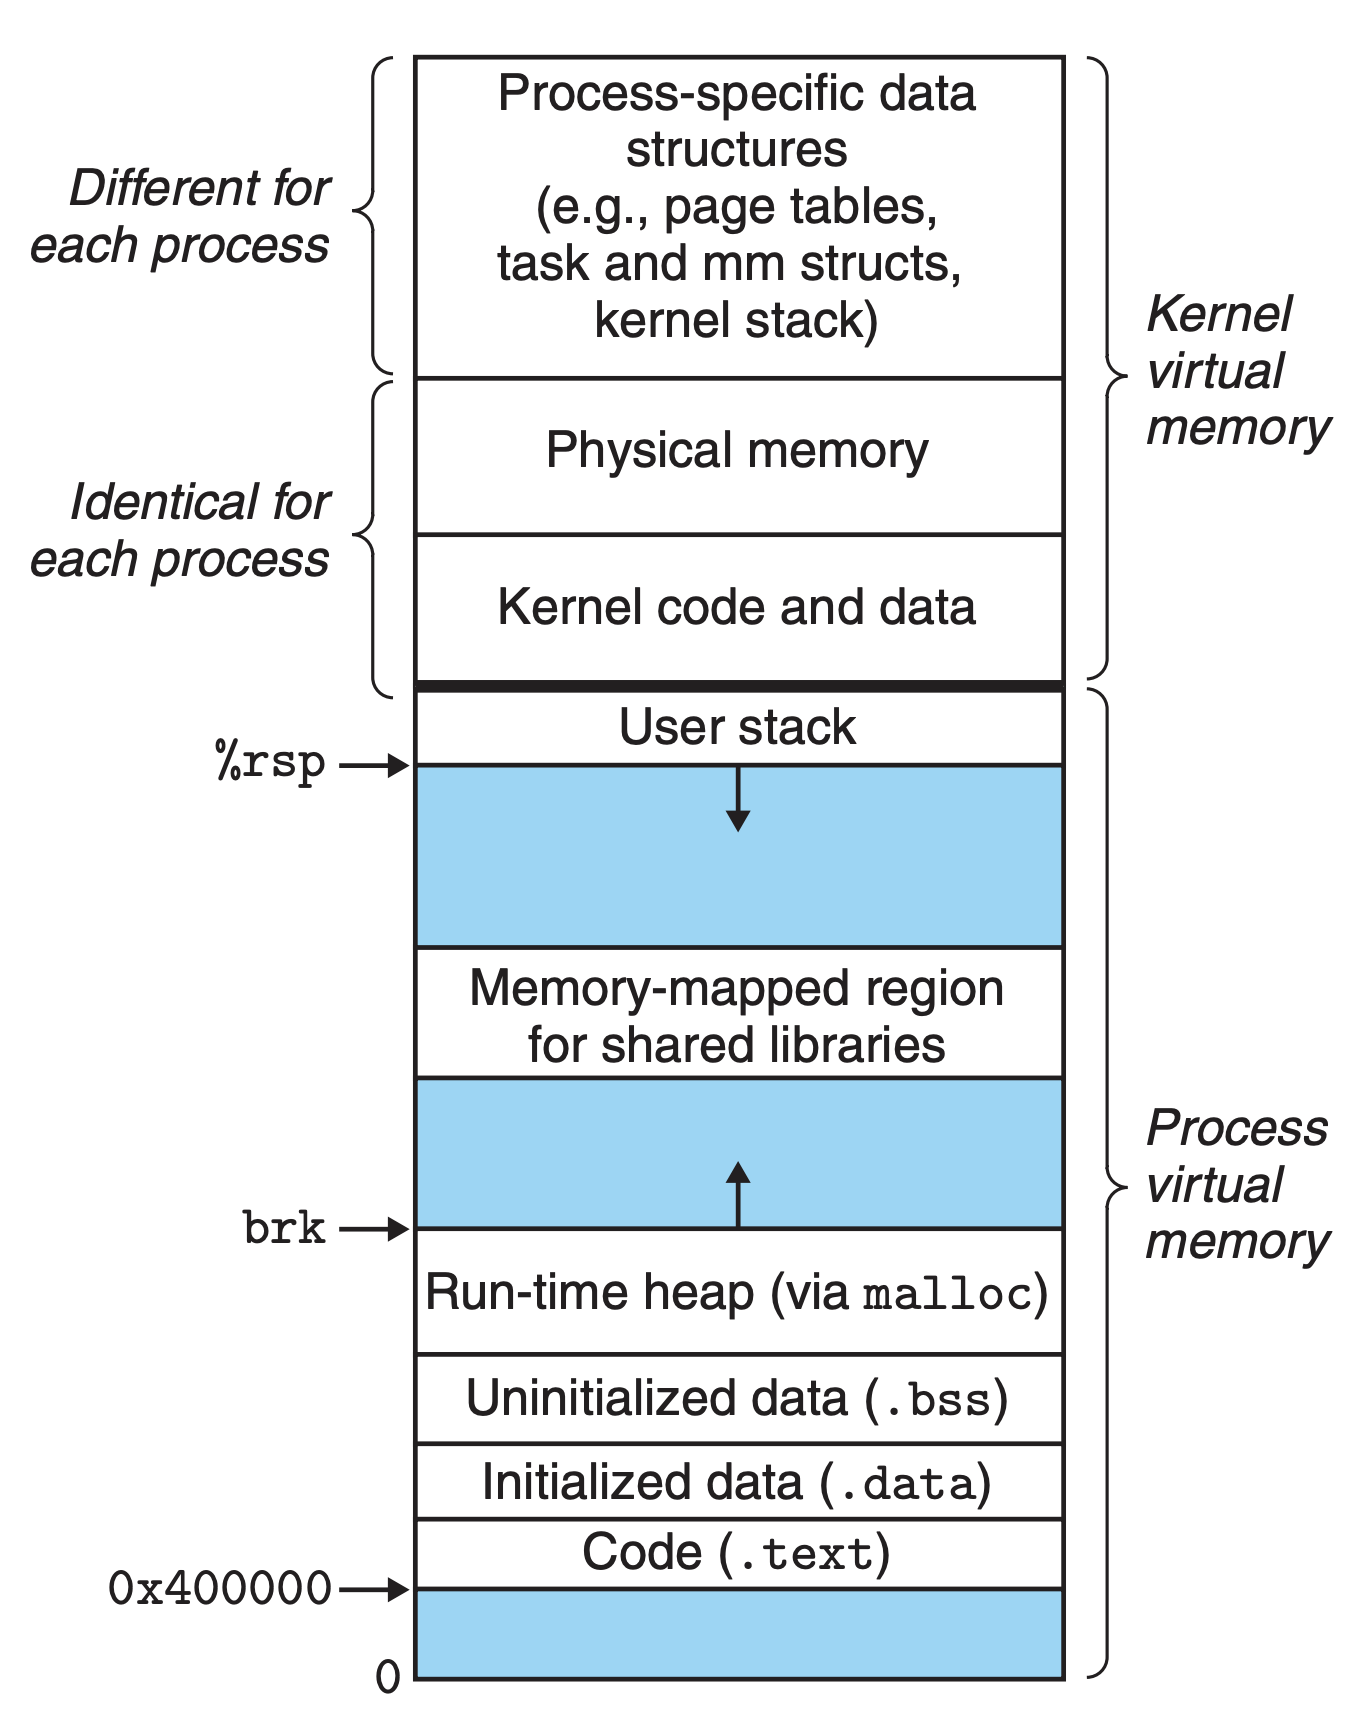 Process-specific data
structures
(e.g., page tables,
task and mm structs,
kernel stack)
Different for
each process
Physical memory
Kernel
virtual
memory
Identical for
each process
Kernel code and data
User stack
%rsp
Memory-mapped region
for shared libraries
Process
virtual
memory
brk
Run-time heap (via malloc)
Uninitialized data (.bss)
Initialized data (.data)
Code (.text)
0x400000
0